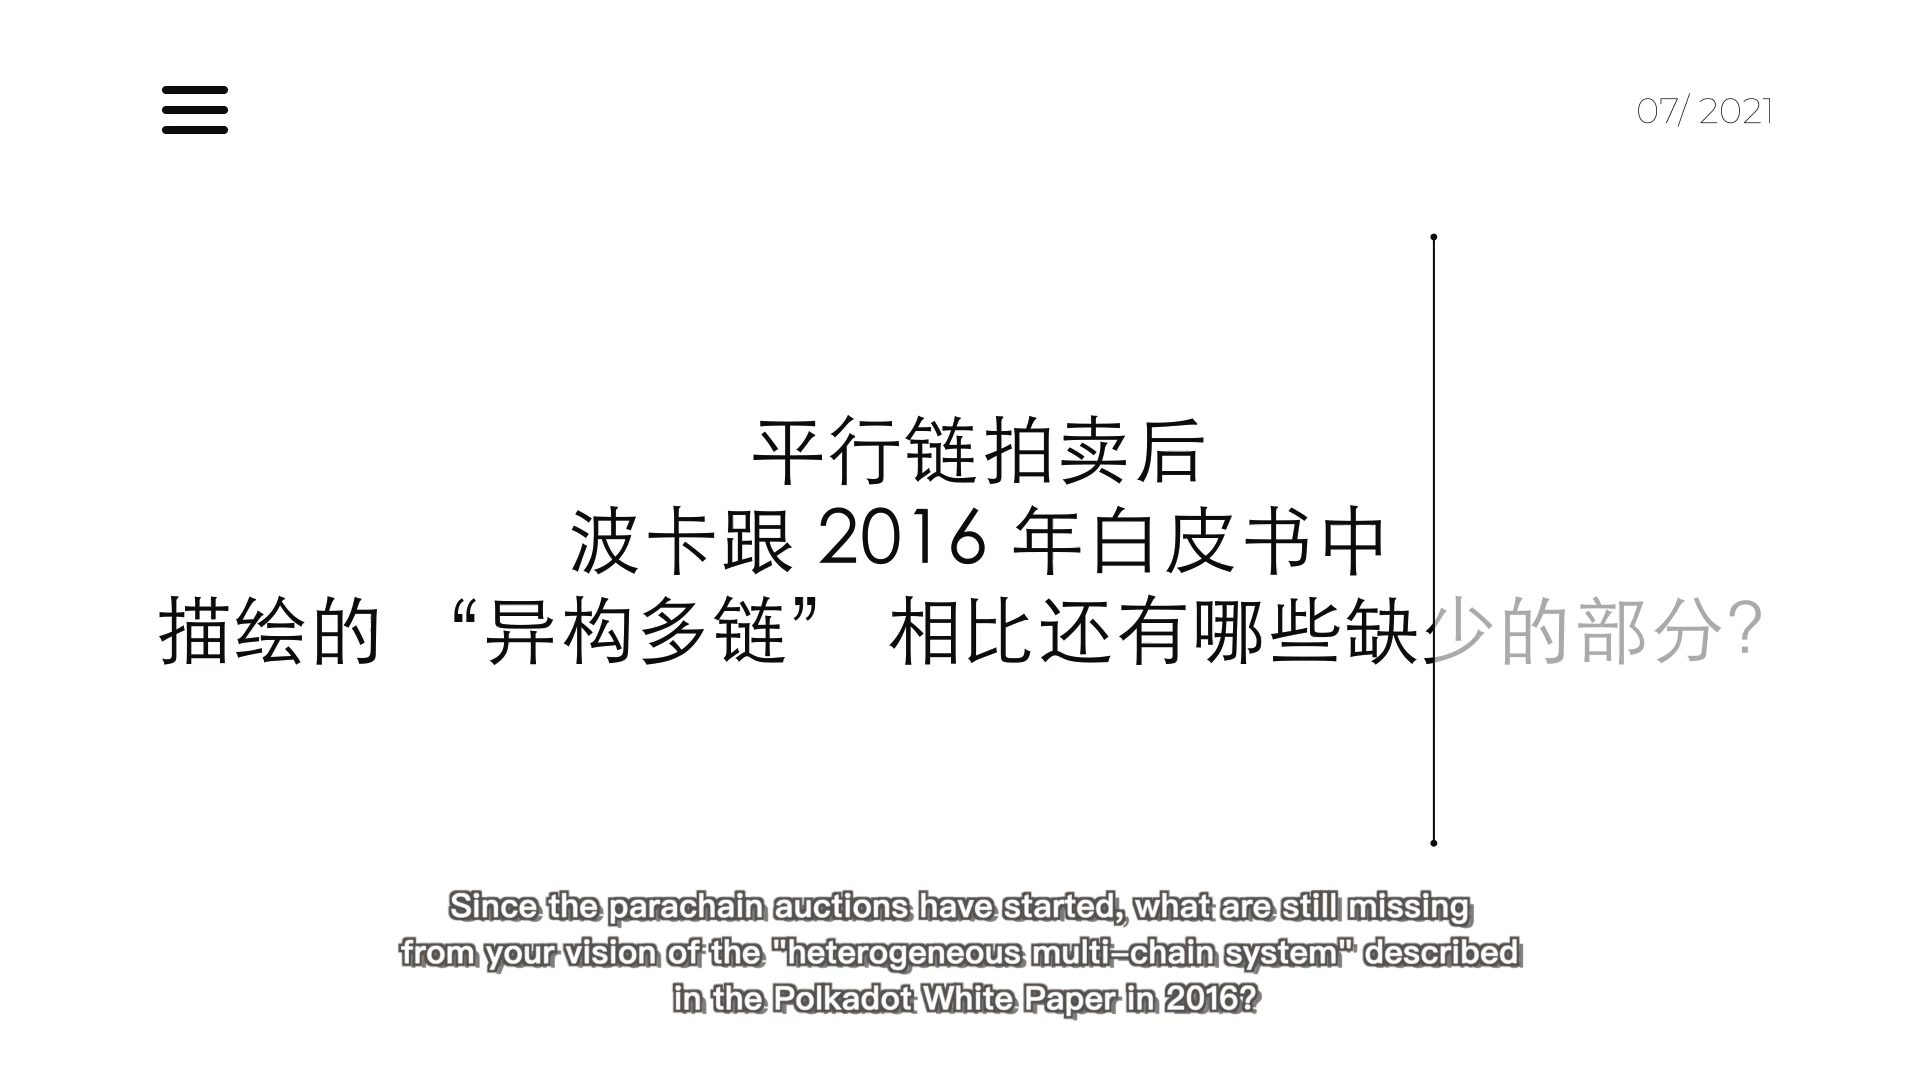 07/ 2021
平行链拍卖后
波卡跟 2016 年白皮书中
描绘的 “异构多链” 相比还有哪些缺少的部分?
Since the parachain auctions have started, what are still missing
from your vision of the "heterogeneous multi-chain system" described
in the Polkadot White Paper in 2016?